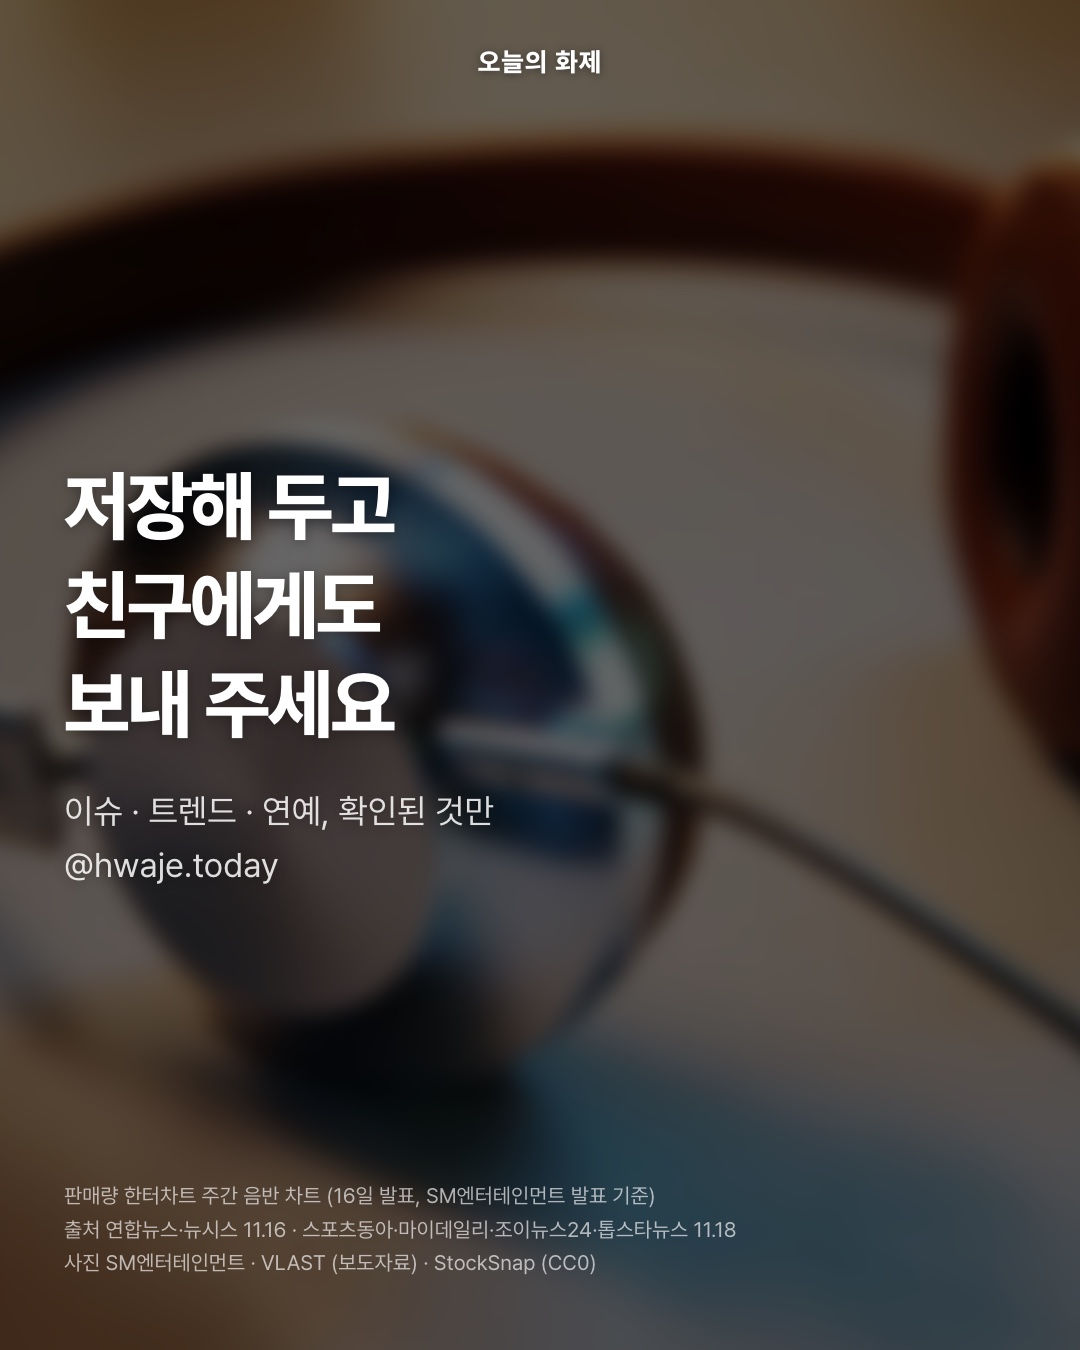 오늘의 화제
저장해 두고
친구에게도
보내 주세요
이슈 · 트렌드 · 연예, 확인된 것만
@hwaje.today
판매량 한터차트 주간 음반 차트 (16일 발표, SM엔터테인먼트 발표 기준)
출처 연합뉴스·뉴시스 11.16 · 스포츠동아·마이데일리·조이뉴스24·톱스타뉴스 11.18
사진 SM엔터테인먼트 · VLAST (보도자료) · StockSnap (CC0)